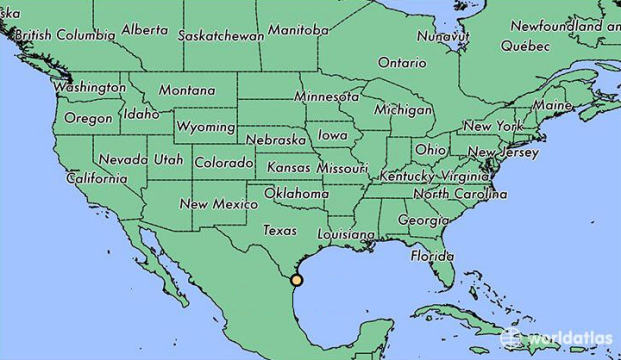 ska
British Columbia
Alberta
Saskatchewan
Manitoba
Nunavut
Newfoundland an
Québec
Ontario
Washington
Montana
Minnesota
Michigan
Maine
Oregon
Idaho
Wyoming
Nebraska
Iowa
New York
Ohio
New Jersey
Nevada
Utah
Colorado
Kansas
Missouri
Kentucky
Virginia
California
New Mexico
Oklahoma
North Carolina
Georgia
Texas
Louisiana
Florida
worldatlas